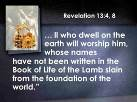 Revelation 13:4, 8
… ll who dwell on the
earth will worship him,
whose names
have not been written in the
Book of Life of the Lamb slain
from the foundation of the
world."